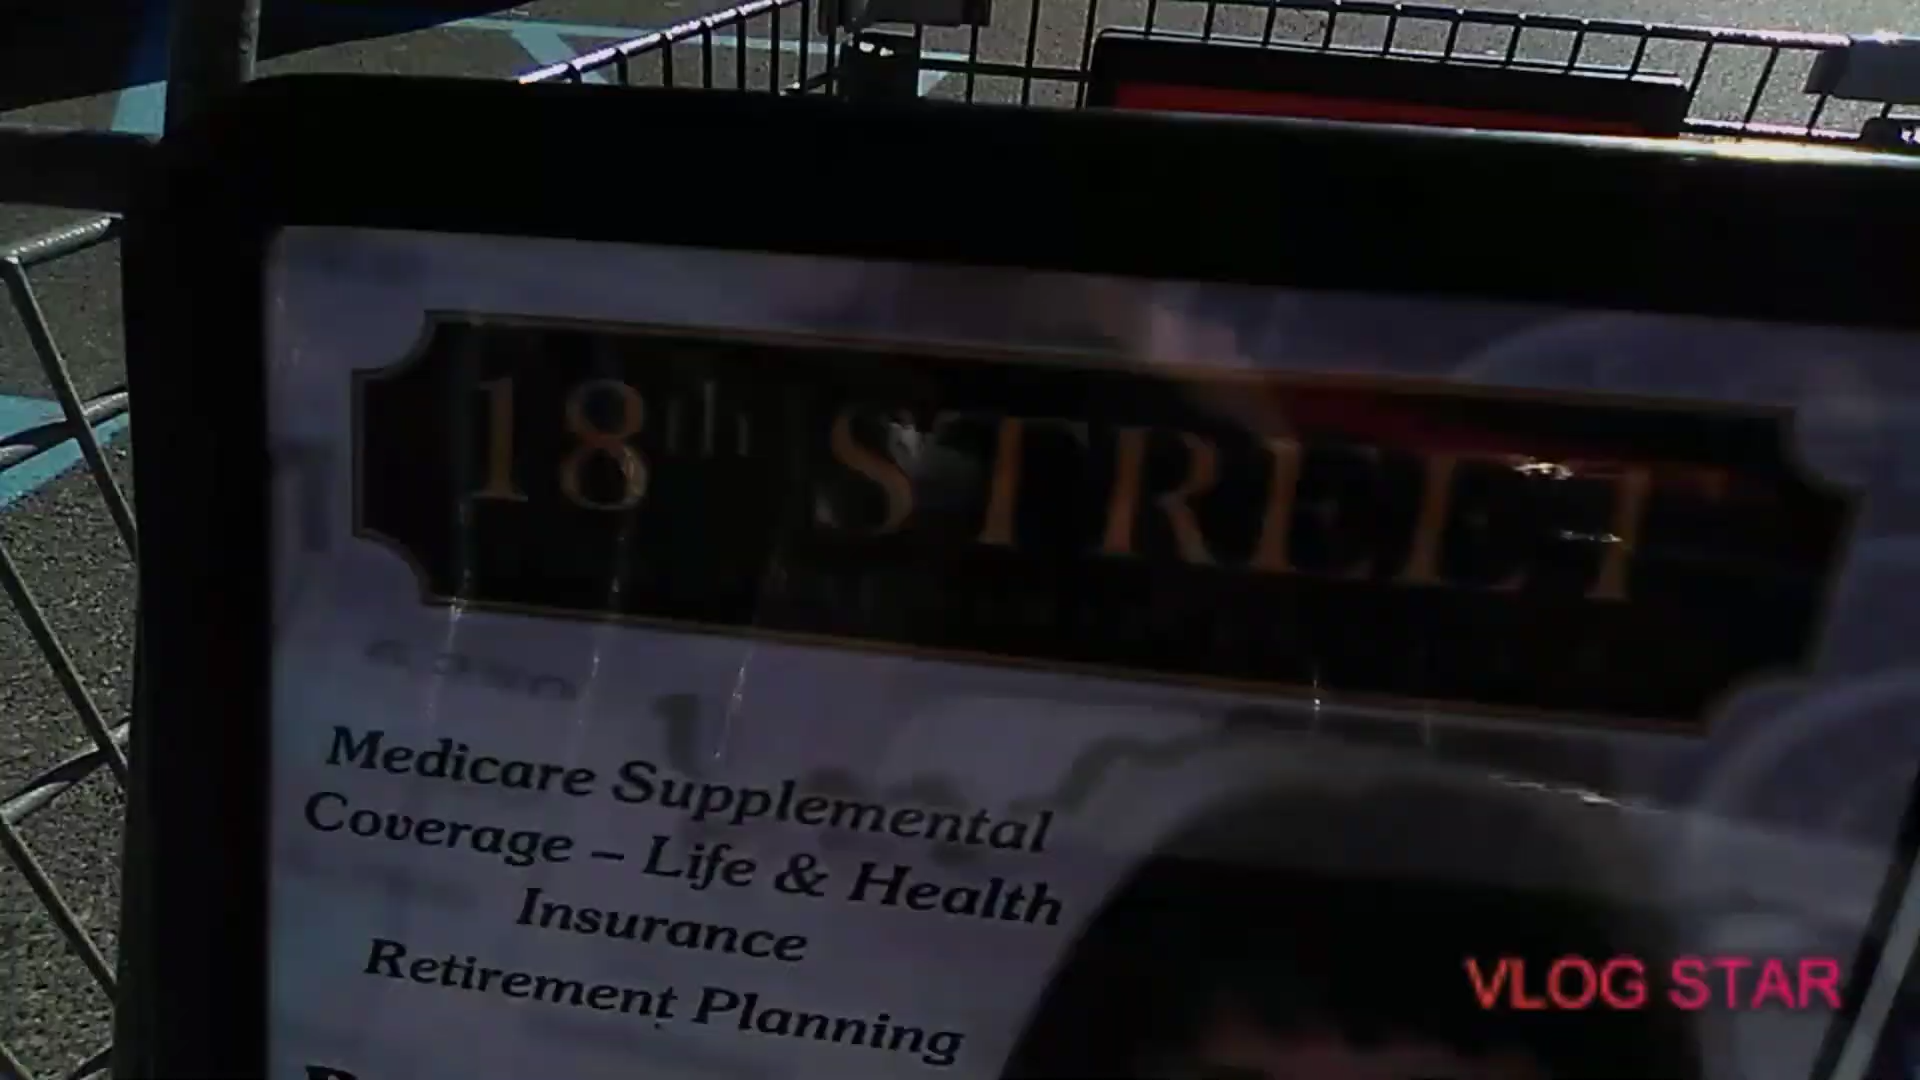 18th STREET
Medicare Supplemental
Coverage – Life & Health
Insurance
Retirement Planning
VLOG STAR